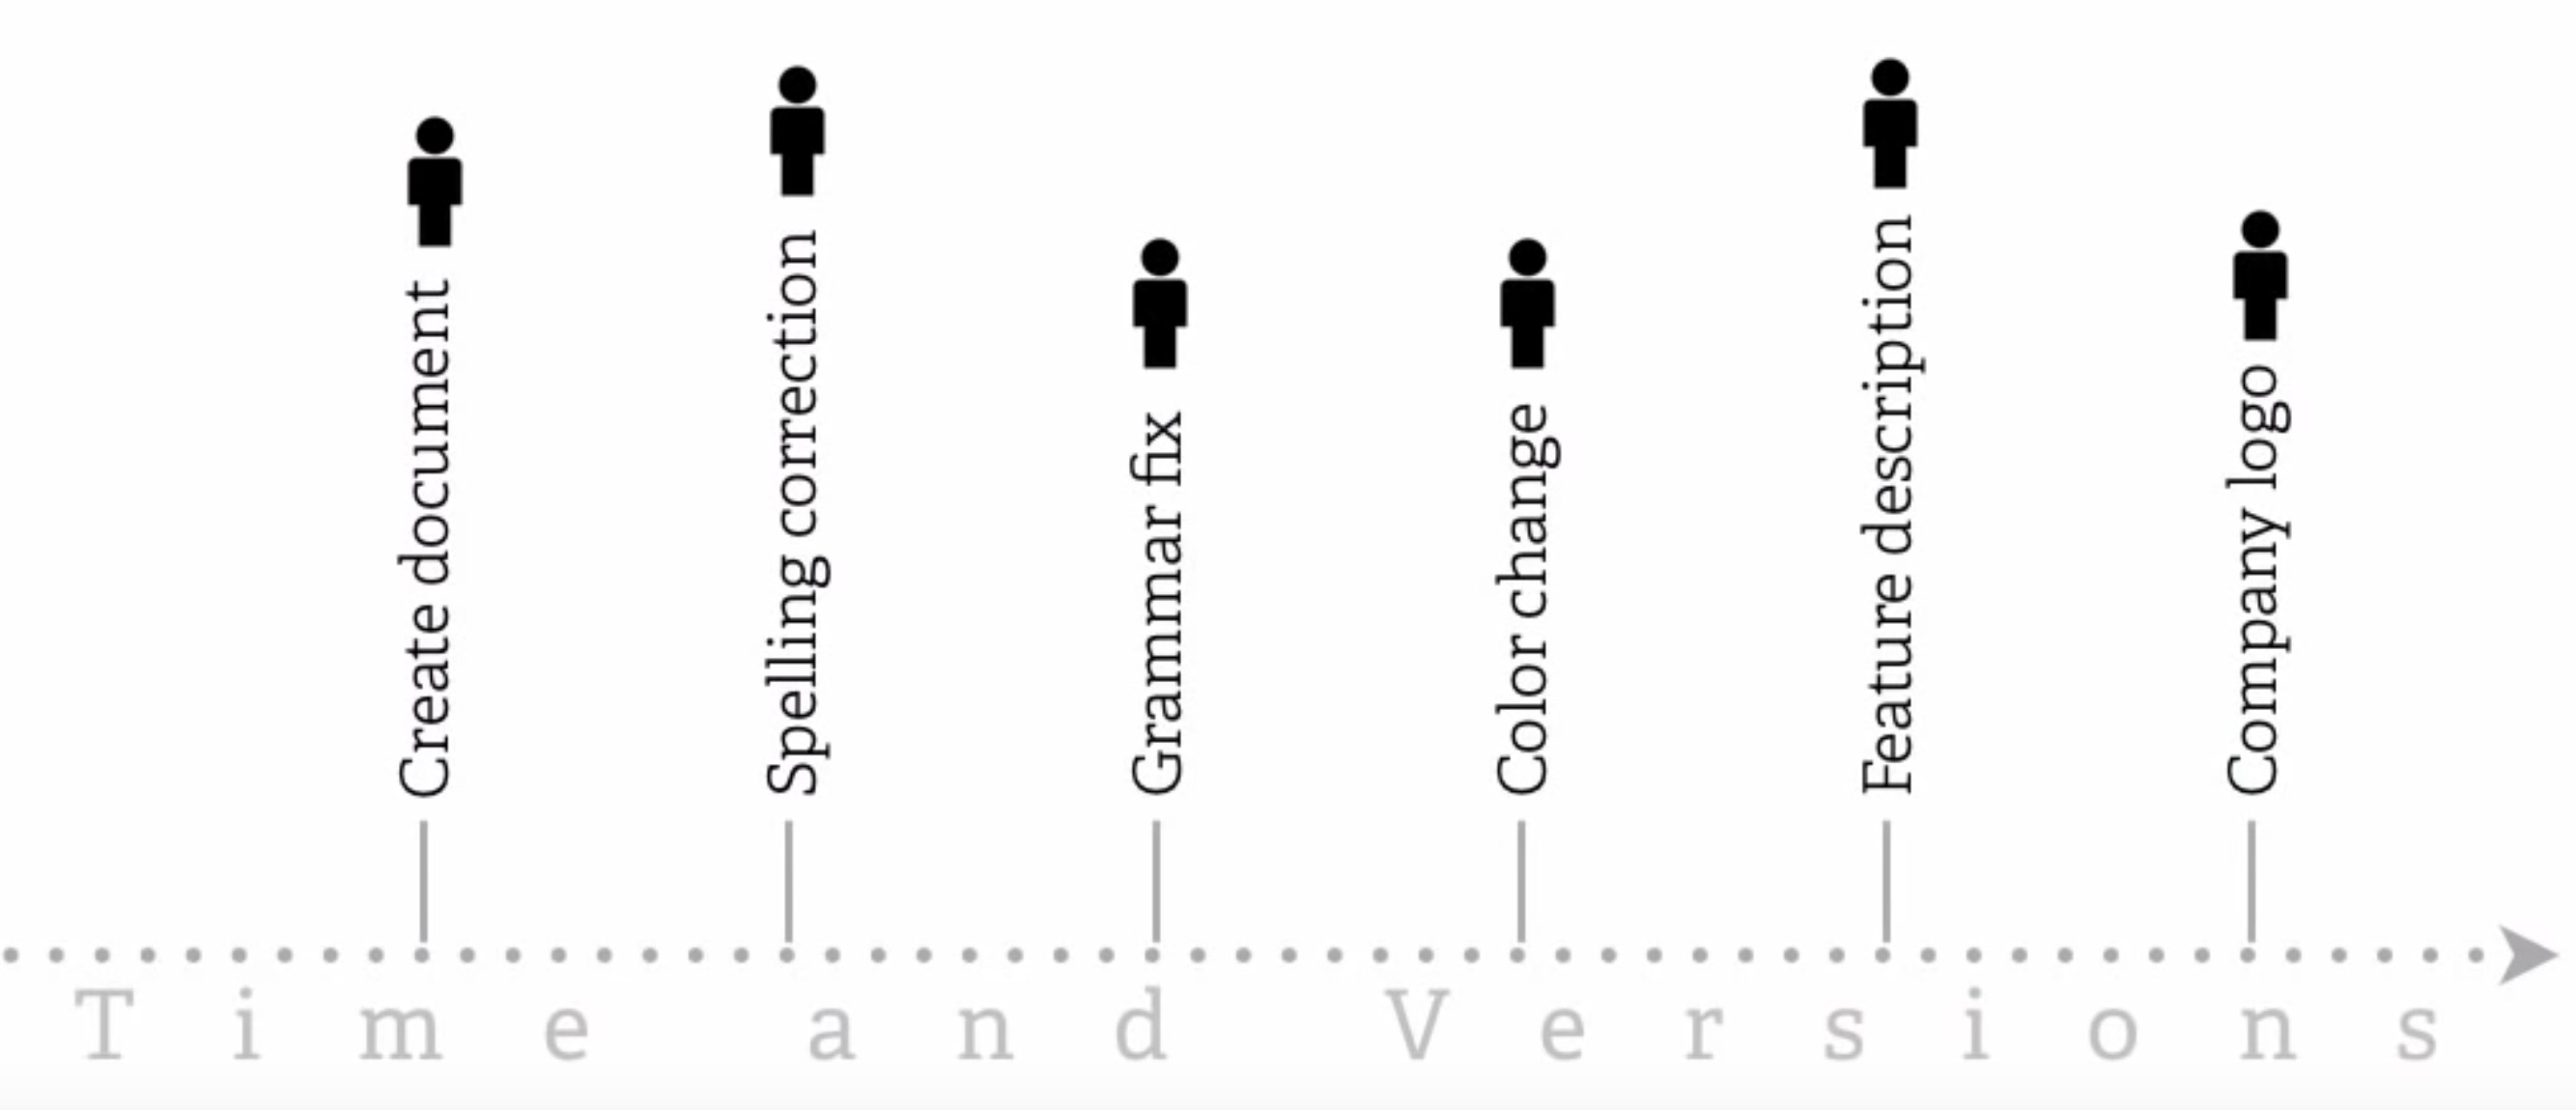 Create document
Spelling correction
Grammar fix
Color change
Feature description
Company logo
Time and Versions